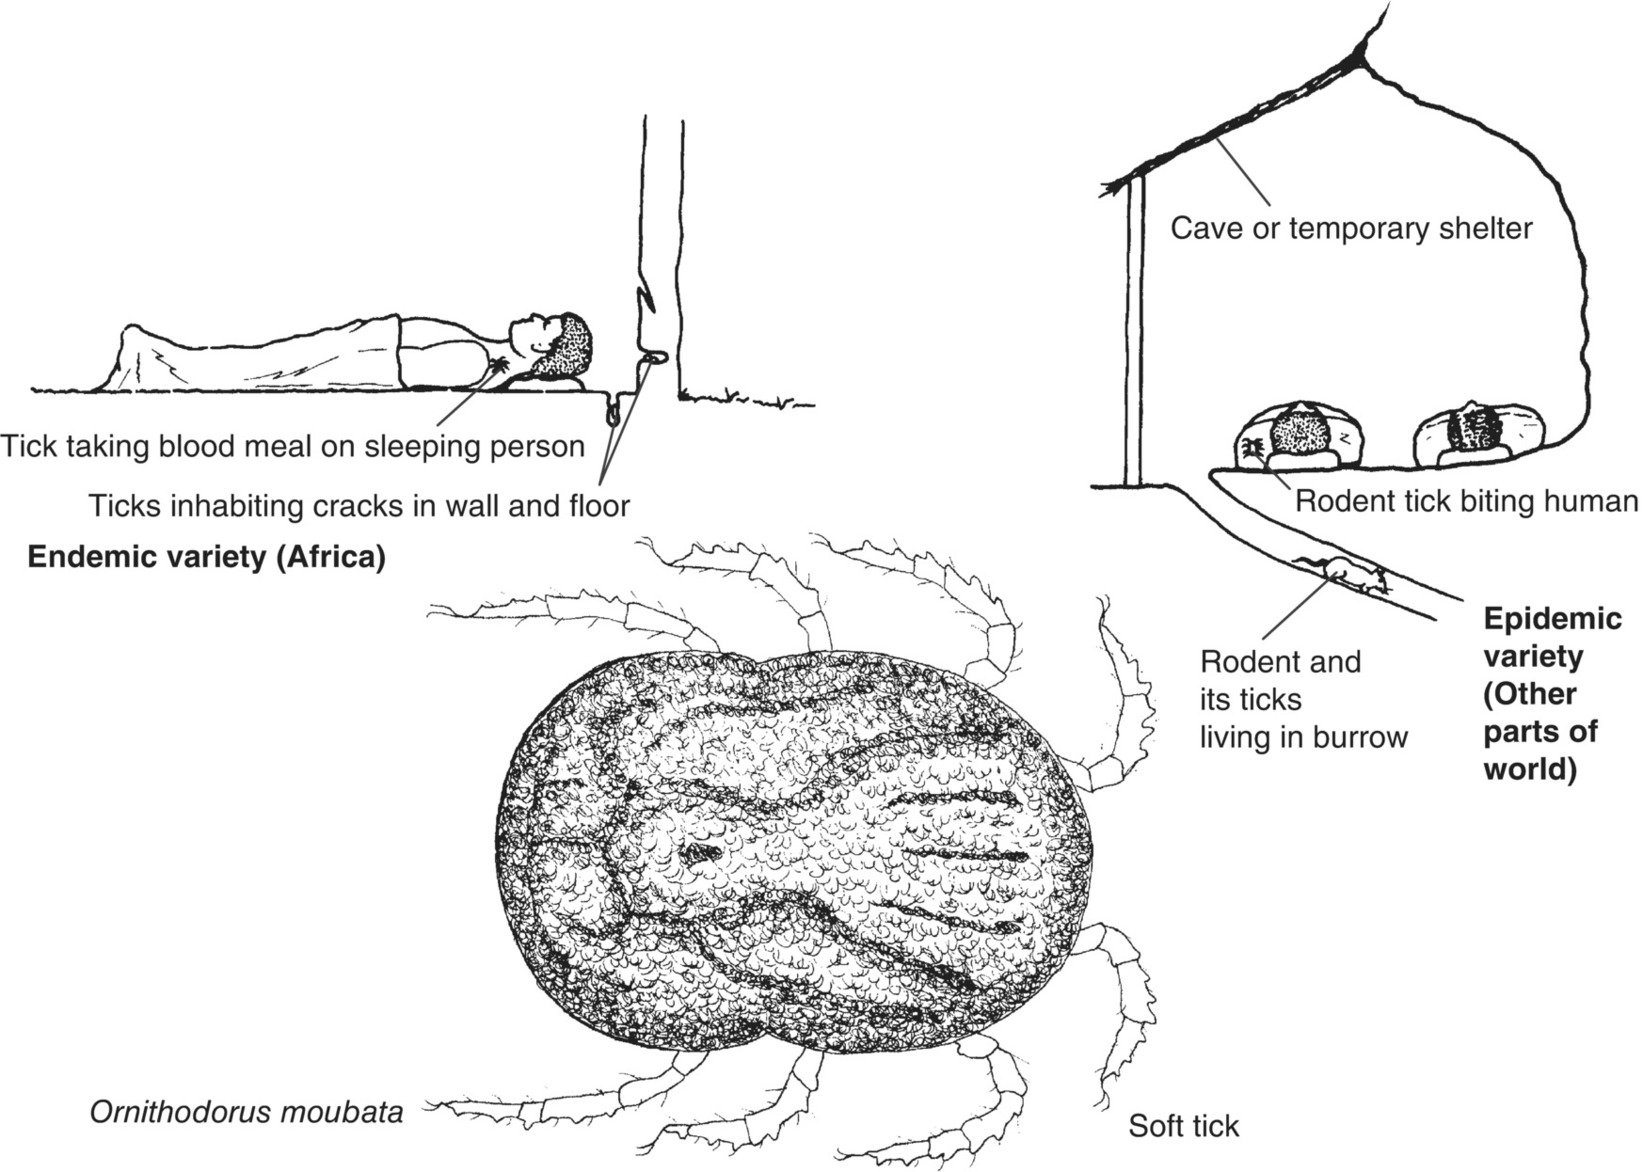 Cave or temporary shelter
Tick taking blood meal on sleeping person
Ticks inhabiting cracks in wall and floor
Endemic variety (Africa)
Rodent tick biting human
Rodent and
its ticks
living in burrow
Epidemic
variety
(Other
parts of
world)
Ornithodorus moubata
Soft tick